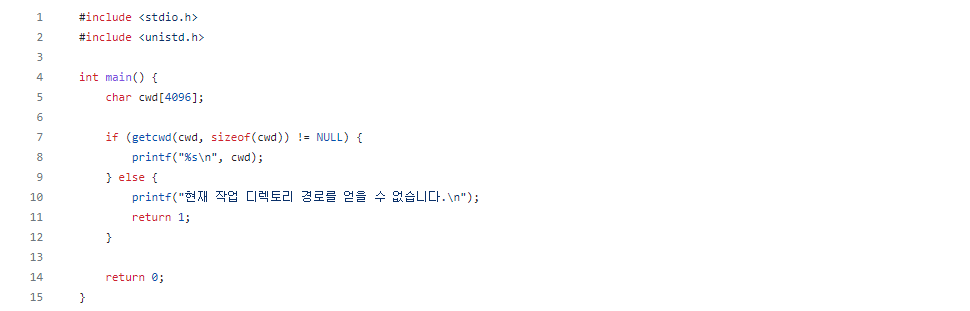 1 #include <stdio.h>
2 #include <unistd.h>
3
4 int main() {
5     char cwd[4096];
6
7     if (getcwd(cwd, sizeof(cwd)) != NULL) {
8         printf("%s\n", cwd);
9     } else {
10         printf("현재 작업 디렉토리 경로를 얻을 수 없습니다.\n");
11         return 1;
12     }
13
14     return 0;
15 }